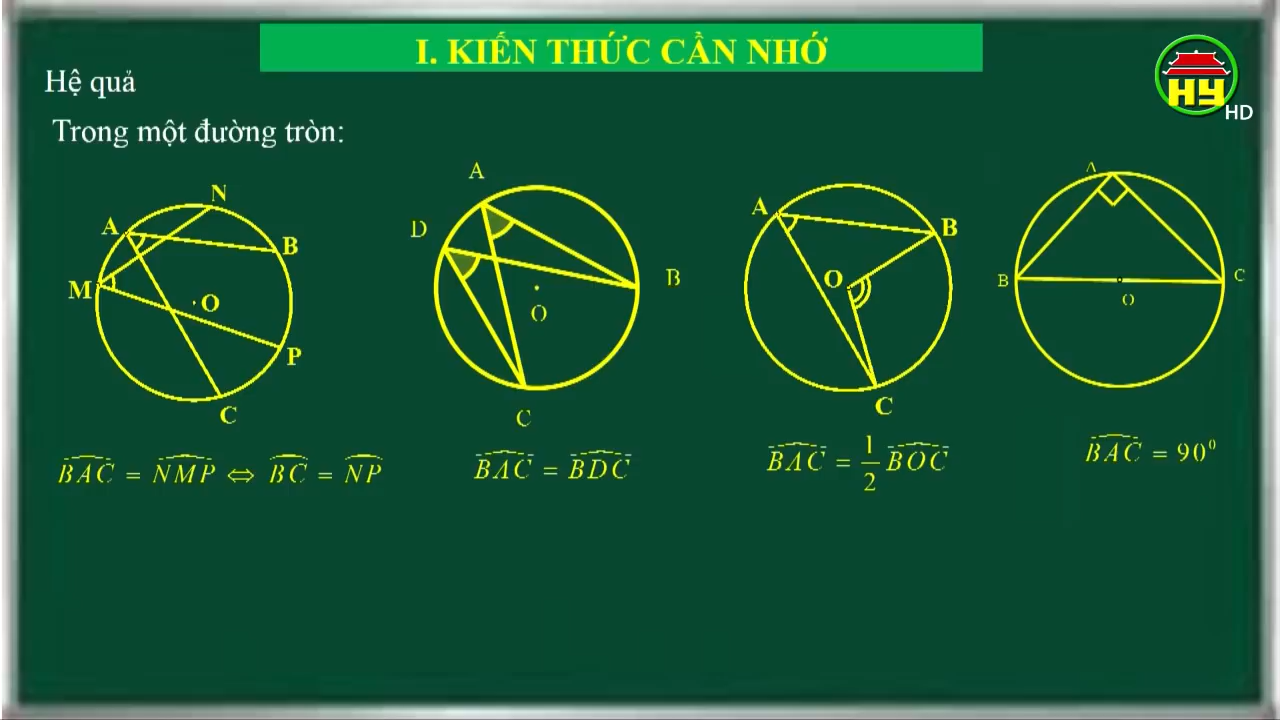 I. KIẾN THỨC CẦN NHỚ
HY
HD
Hệ quả
Trong một đường tròn:
N
A
B
M
O
P
C
A
D
B
O
C
A
B
O
C
A
B
C
O
BAC = NMP ⇔ BC = NP
BAC = BDC
BAC = 1/2 BOC
BAC = 90⁰